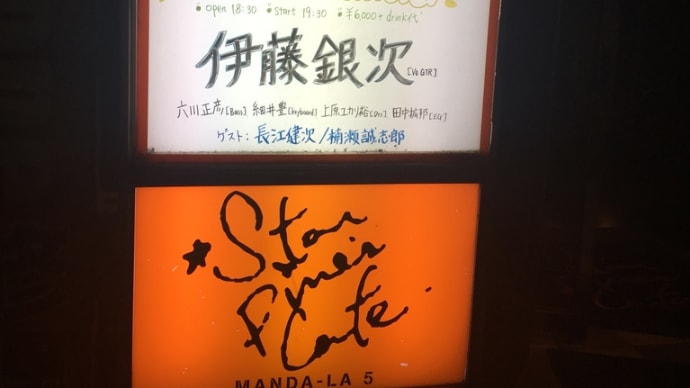 • open 18:30 • start 19:30 • ¥6,000 + drink代
伊藤銀次[Vo.GTR]
六川正彦[Bass] 細井豊[keyboard] 上原ユカリ裕[Drs] 田中拡邦[E.G]
ゲスト:長江健次/楠瀬誠志郎
★Star
Pine's
Cafe.
MANDA-LA 5